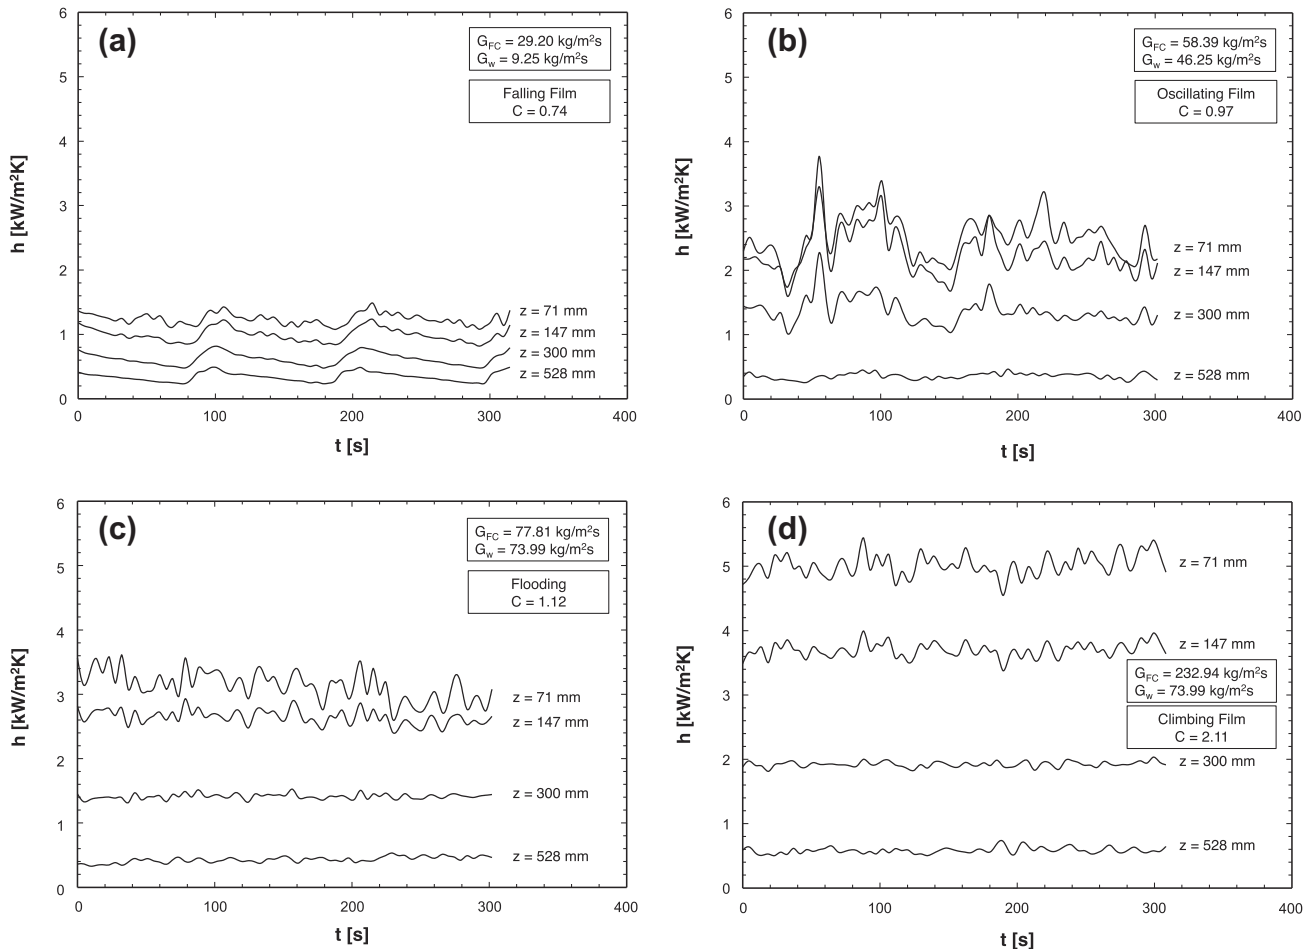 (a)
G_FC = 29.20 kg/m²s
G_w = 9.25 kg/m²s
Falling Film
C = 0.74
h [kW/m²K]
6
5
4
3
2
1
0
z = 71 mm
z = 147 mm
z = 300 mm
z = 528 mm
0 100 200 300 400
t [s]
(b)
G_FC = 58.39 kg/m²s
G_w = 46.25 kg/m²s
Oscillating Film
C = 0.97
h [kW/m²K]
6
5
4
3
2
1
0
z = 71 mm
z = 147 mm
z = 300 mm
z = 528 mm
0 100 200 300 400
t [s]
(c)
G_FC = 77.81 kg/m²s
G_w = 73.99 kg/m²s
Flooding
C = 1.12
h [kW/m²K]
6
5
4
3
2
1
0
z = 71 mm
z = 147 mm
z = 300 mm
z = 528 mm
0 100 200 300 400
t [s]
(d)
h [kW/m²K]
6
5
4
3
2
1
0
z = 71 mm
z = 147 mm
G_FC = 232.94 kg/m²s
G_w = 73.99 kg/m²s
Climbing Film
C = 2.11
z = 300 mm
z = 528 mm
0 100 200 300 400
t [s]